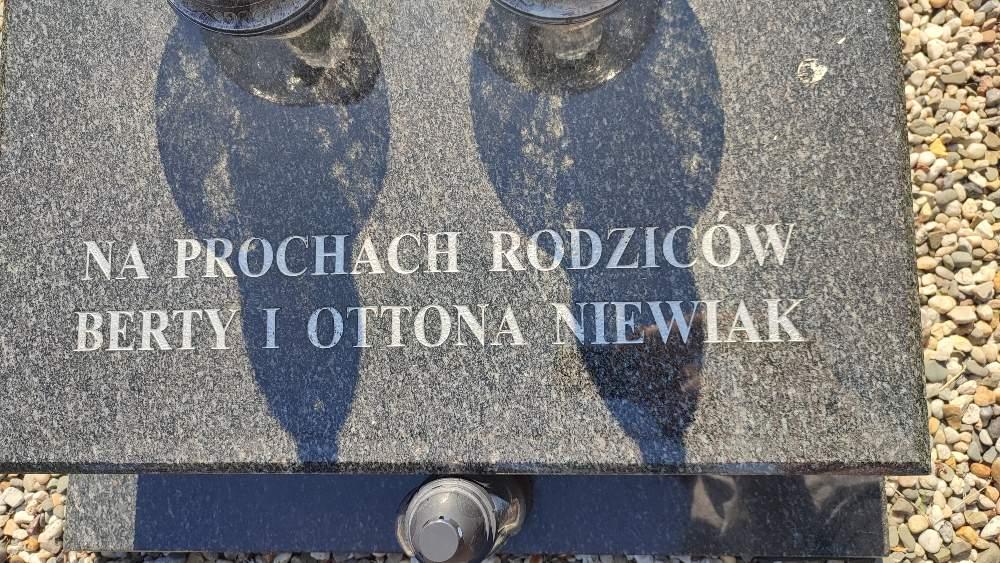 NA PROCHACH RODZICÓW
BERTY I OTTONA NIEWIAK